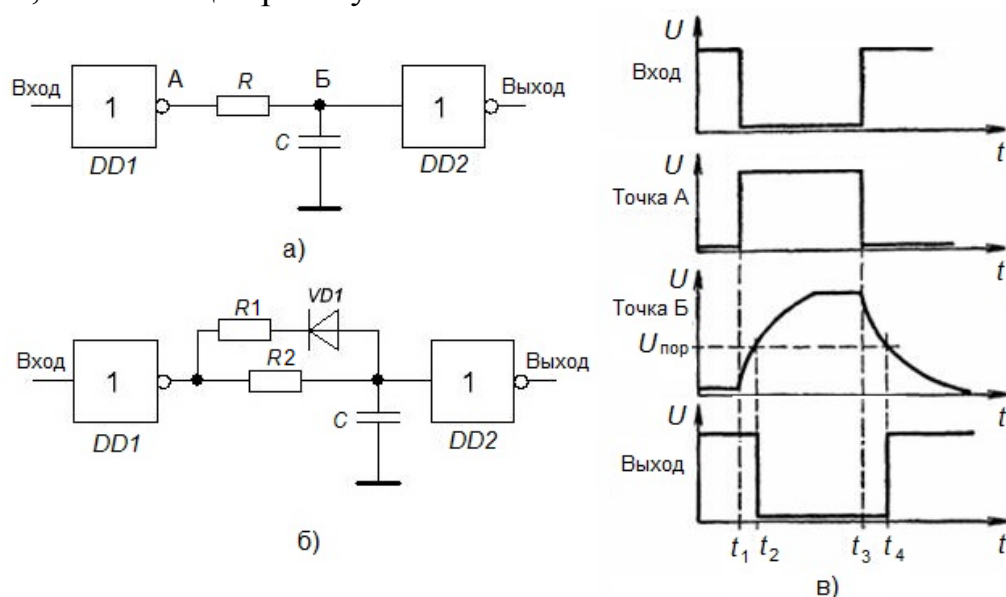 Вход
1
DD1
А
R
Б
C
1
DD2
Выход
а)
Вход
1
DD1
R1
VD1
R2
C
1
DD2
Выход
б)
U
Вход
t
U
Точка А
t
U
Точка Б
Uпор
t
U
Выход
t1 t2 t3 t4 t
в)